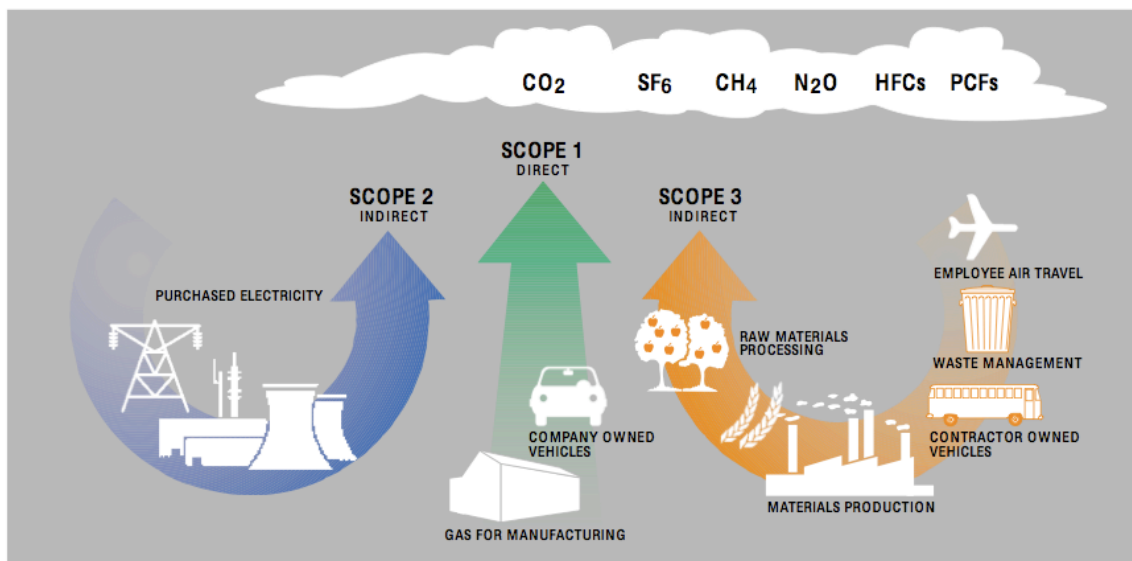 CO2 SF6 CH4 N2O HFCs PCFs
SCOPE 1
DIRECT
SCOPE 2
INDIRECT
SCOPE 3
INDIRECT
PURCHASED ELECTRICITY
COMPANY OWNED
VEHICLES
GAS FOR MANUFACTURING
RAW MATERIALS
PROCESSING
MATERIALS PRODUCTION
EMPLOYEE AIR TRAVEL
WASTE MANAGEMENT
CONTRACTOR OWNED
VEHICLES